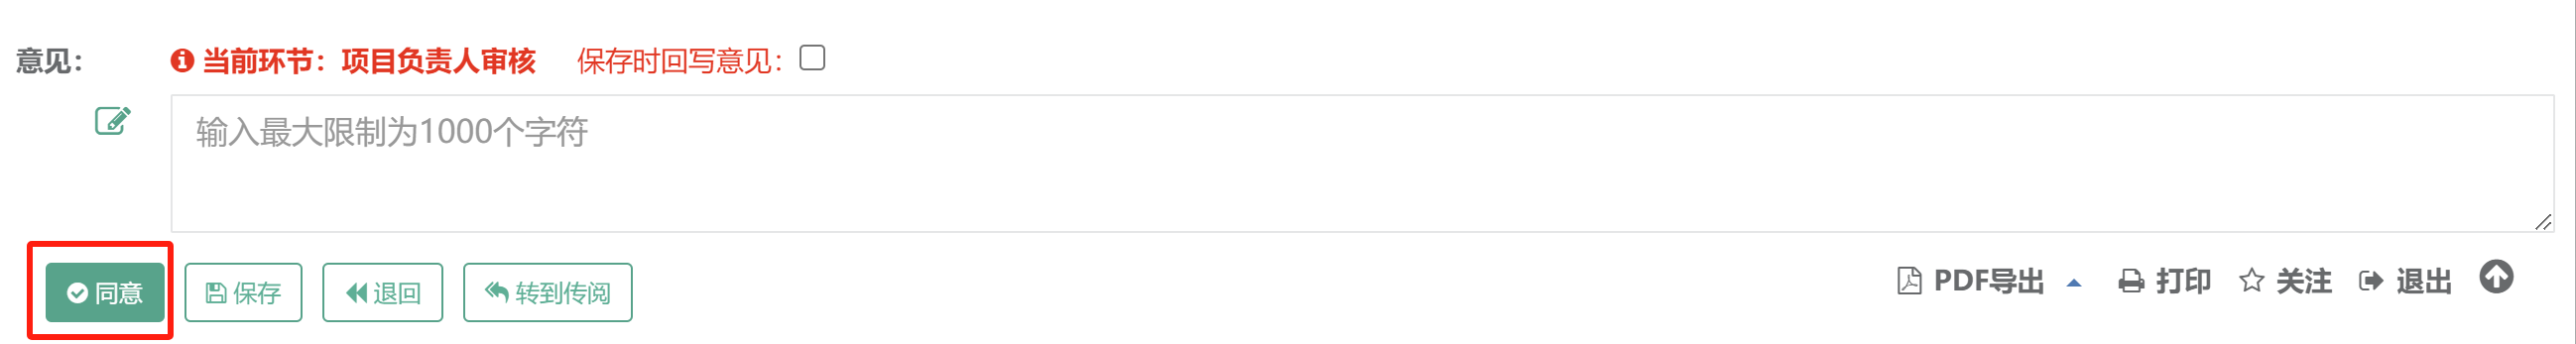 意见： 当前环节：项目负责人审核 保存时回写意见：
输入最大限制为1000个字符
同意 保存 退回 转到传阅 PDF导出 打印 关注 退出